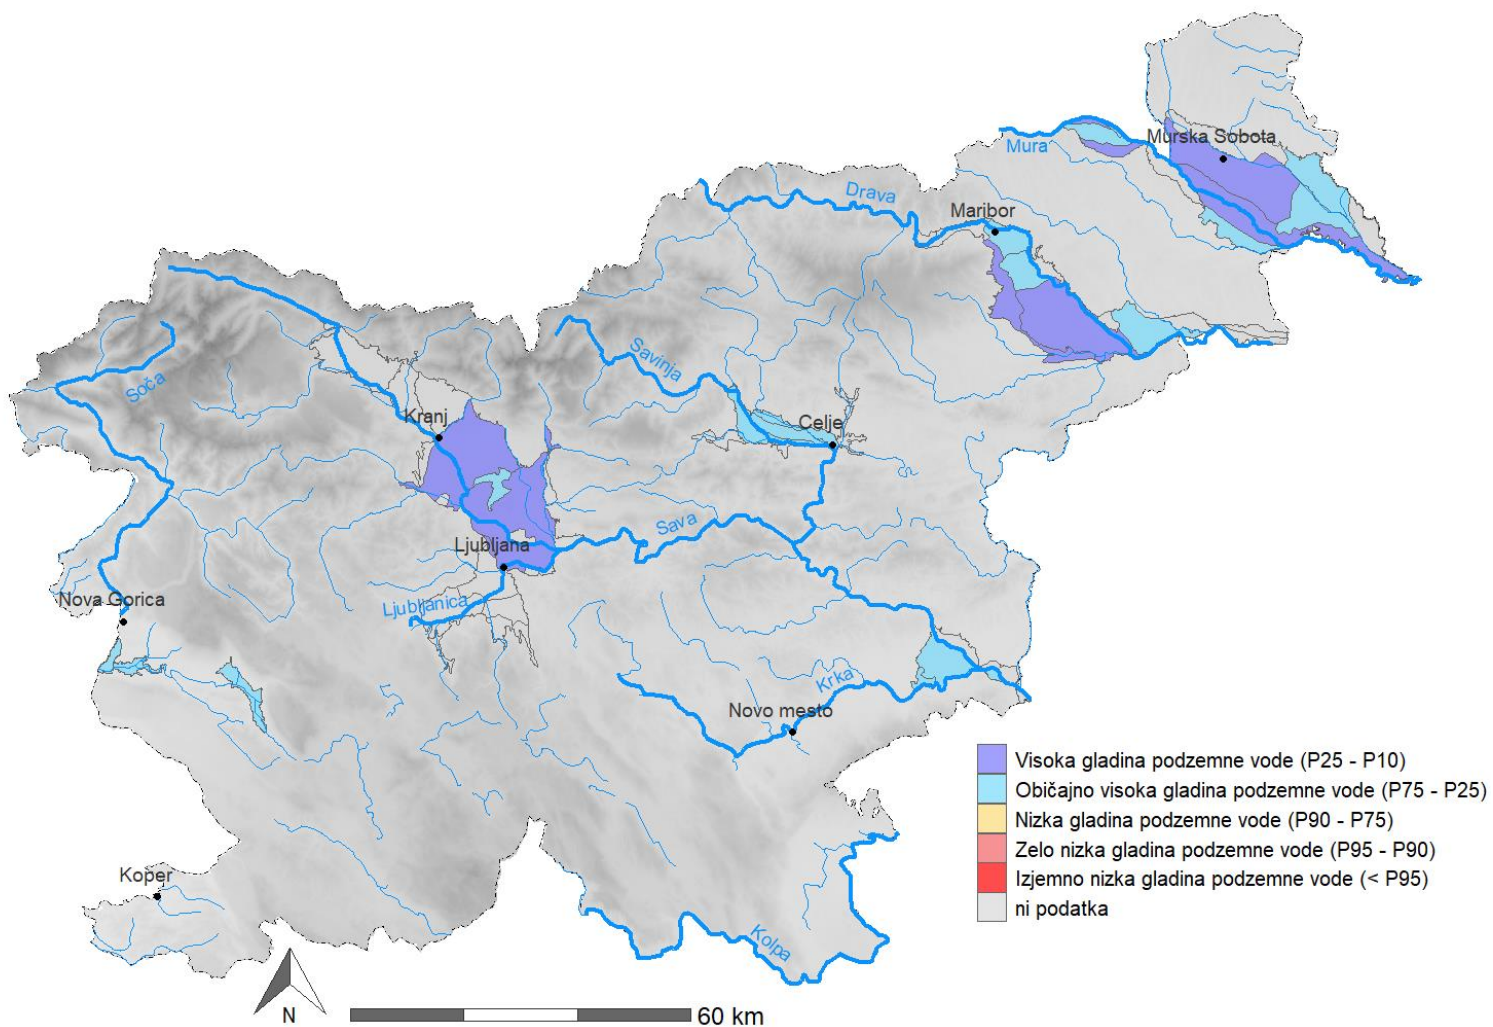 Murska Sobota
Mura
Drava
Maribor
Soča
Savinja
Kranj
Celje
Sava
Ljubljana
Ljubljanica
Nova Gorica
Krka
Novo mesto
Koper
Kolpa
Visoka gladina podzemne vode (P25 - P10)
Običajno visoka gladina podzemne vode (P75 - P25)
Nizka gladina podzemne vode (P90 - P75)
Zelo nizka gladina podzemne vode (P95 - P90)
Izjemno nizka gladina podzemne vode (< P95)
ni podatka
N
60 km